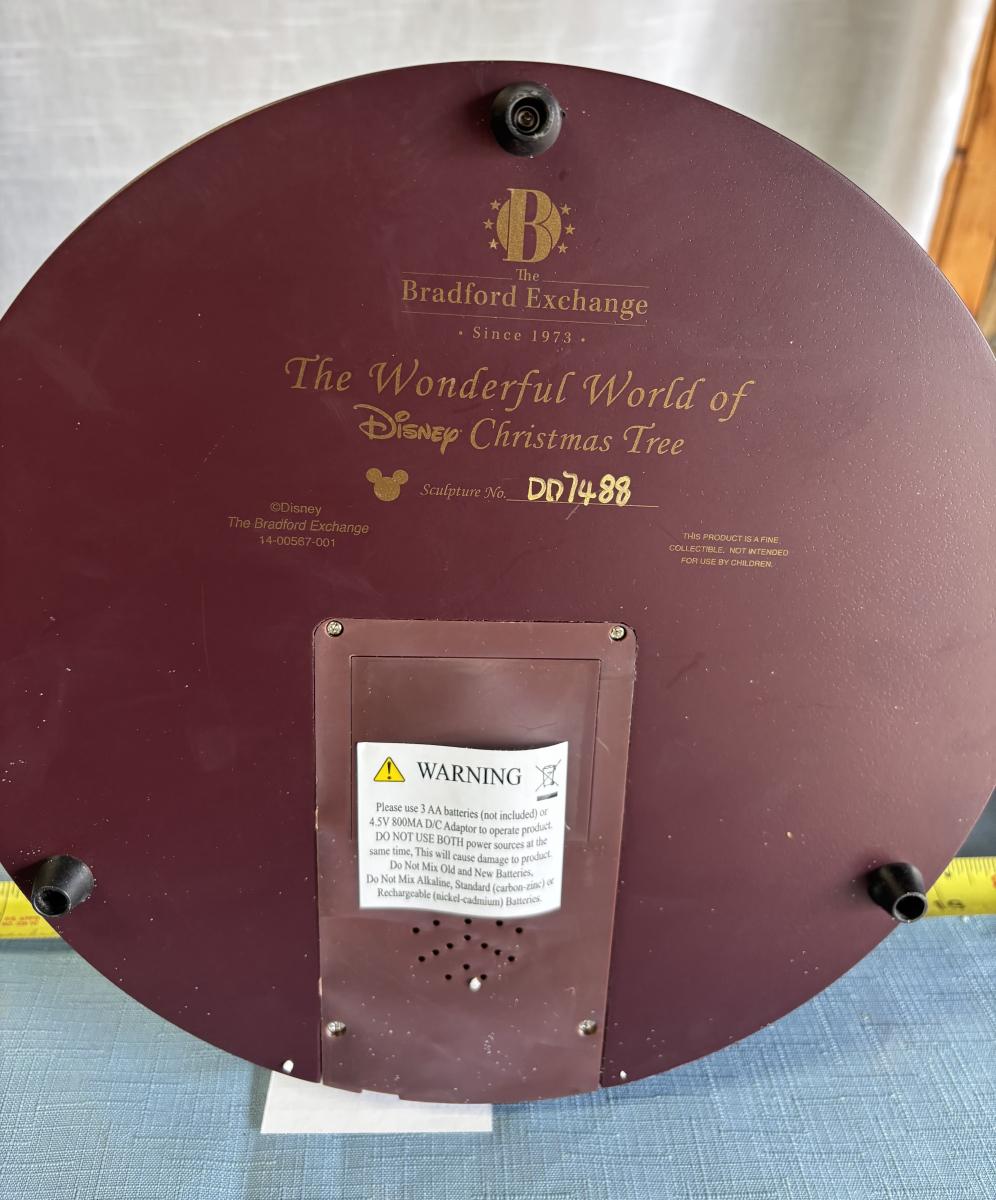 B
The
Bradford Exchange
• Since 1973 •
The Wonderful World of
Disney Christmas Tree
Sculpture No. DD7488
©Disney
The Bradford Exchange
14-00567-001
THIS PRODUCT IS A FINE
COLLECTIBLE. NOT INTENDED
FOR USE BY CHILDREN.
WARNING
Please use 3 AA batteries (not included) or
4.5V 800MA D/C Adaptor to operate product.
DO NOT USE BOTH power sources at the
same time, This will cause damage to product.
Do Not Mix Old and New Batteries,
Do Not Mix Alkaline, Standard (carbon-zinc) or
Rechargeable (nickel-cadmium) Batteries.